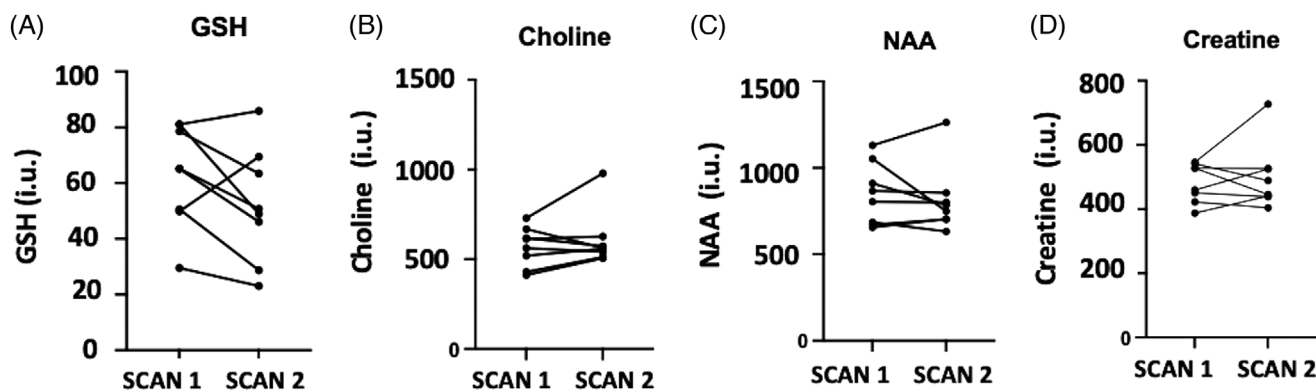 (A) GSH
GSH (i.u.)
100
80
60
40
20
0
SCAN 1 SCAN 2
(B) Choline
Choline (i.u.)
1500
1000
500
0
SCAN 1 SCAN 2
(C) NAA
NAA (i.u.)
1500
1000
500
0
SCAN 1 SCAN 2
(D) Creatine
Creatine (i.u.)
800
600
400
200
0
SCAN 1 SCAN 2